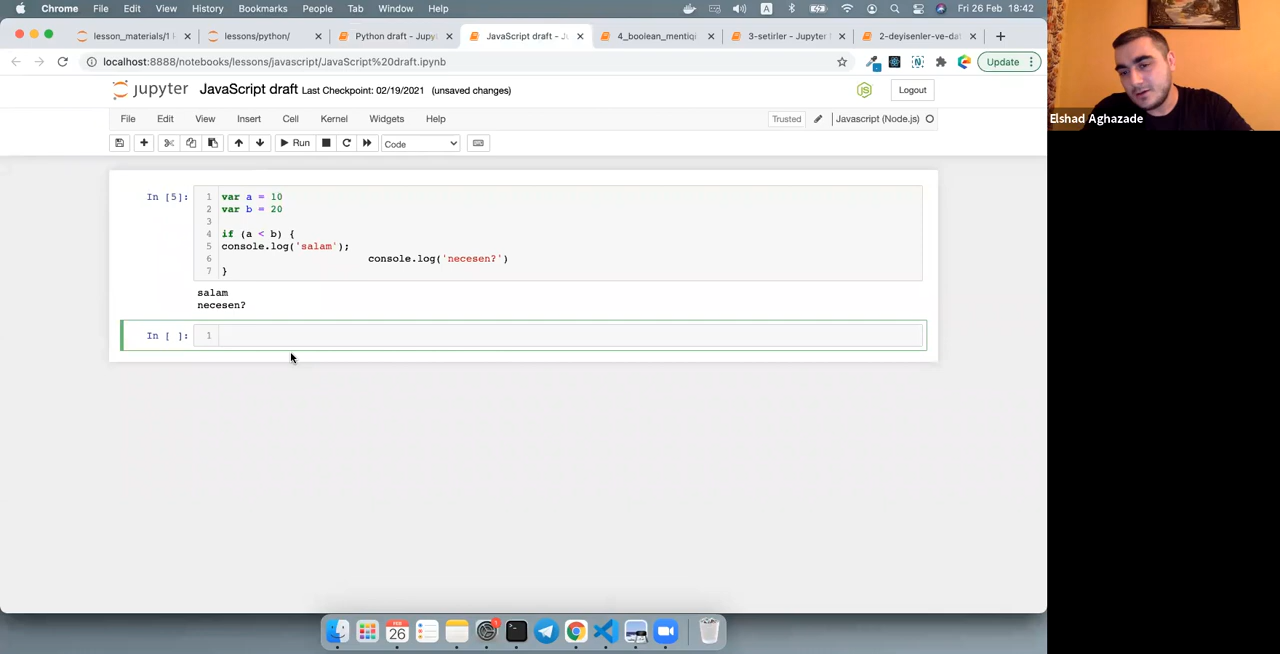 Chrome File Edit View History Bookmarks People Tab Window Help A Fri 26 Feb 18:42
lesson_materials/1 lessons/python/ Python draft - Jupy JavaScript draft - J 4_boolean_mentiqi 3-setirler - Jupyter 2-deyisenler-ve-dat
localhost:8888/notebooks/lessons/javascript/JavaScript%20draft.ipynb Update
jupyter JavaScript draft Last Checkpoint: 02/19/2021 (unsaved changes) Logout
File Edit View Insert Cell Kernel Widgets Help Trusted Javascript (Node.js)
Run Code
In [5]: 1 var a = 10
2 var b = 20
3
4 if (a < b) {
5 console.log('salam');
6 console.log('necesen?')
7 }
salam
necesen?
In [ ]: 1
FEB
26
Elshad Aghazade